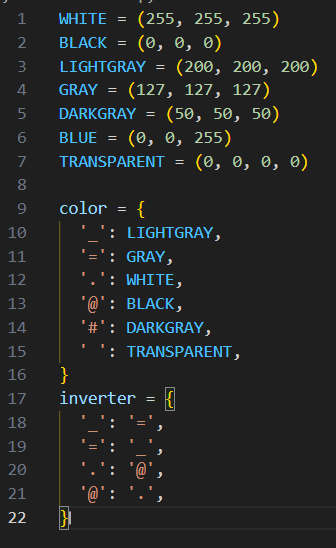 1 WHITE = (255, 255, 255)
2 BLACK = (0, 0, 0)
3 LIGHTGRAY = (200, 200, 200)
4 GRAY = (127, 127, 127)
5 DARKGRAY = (50, 50, 50)
6 BLUE = (0, 0, 255)
7 TRANSPARENT = (0, 0, 0, 0)
8
9 color = {
10   '_': LIGHTGRAY,
11   '=': GRAY,
12   '.': WHITE,
13   '@': BLACK,
14   '#': DARKGRAY,
15   ' ': TRANSPARENT,
16 }
17 inverter = {
18   '_': '=',
19   '=': '_',
20   '.': '@',
21   '@': '.',
22 }